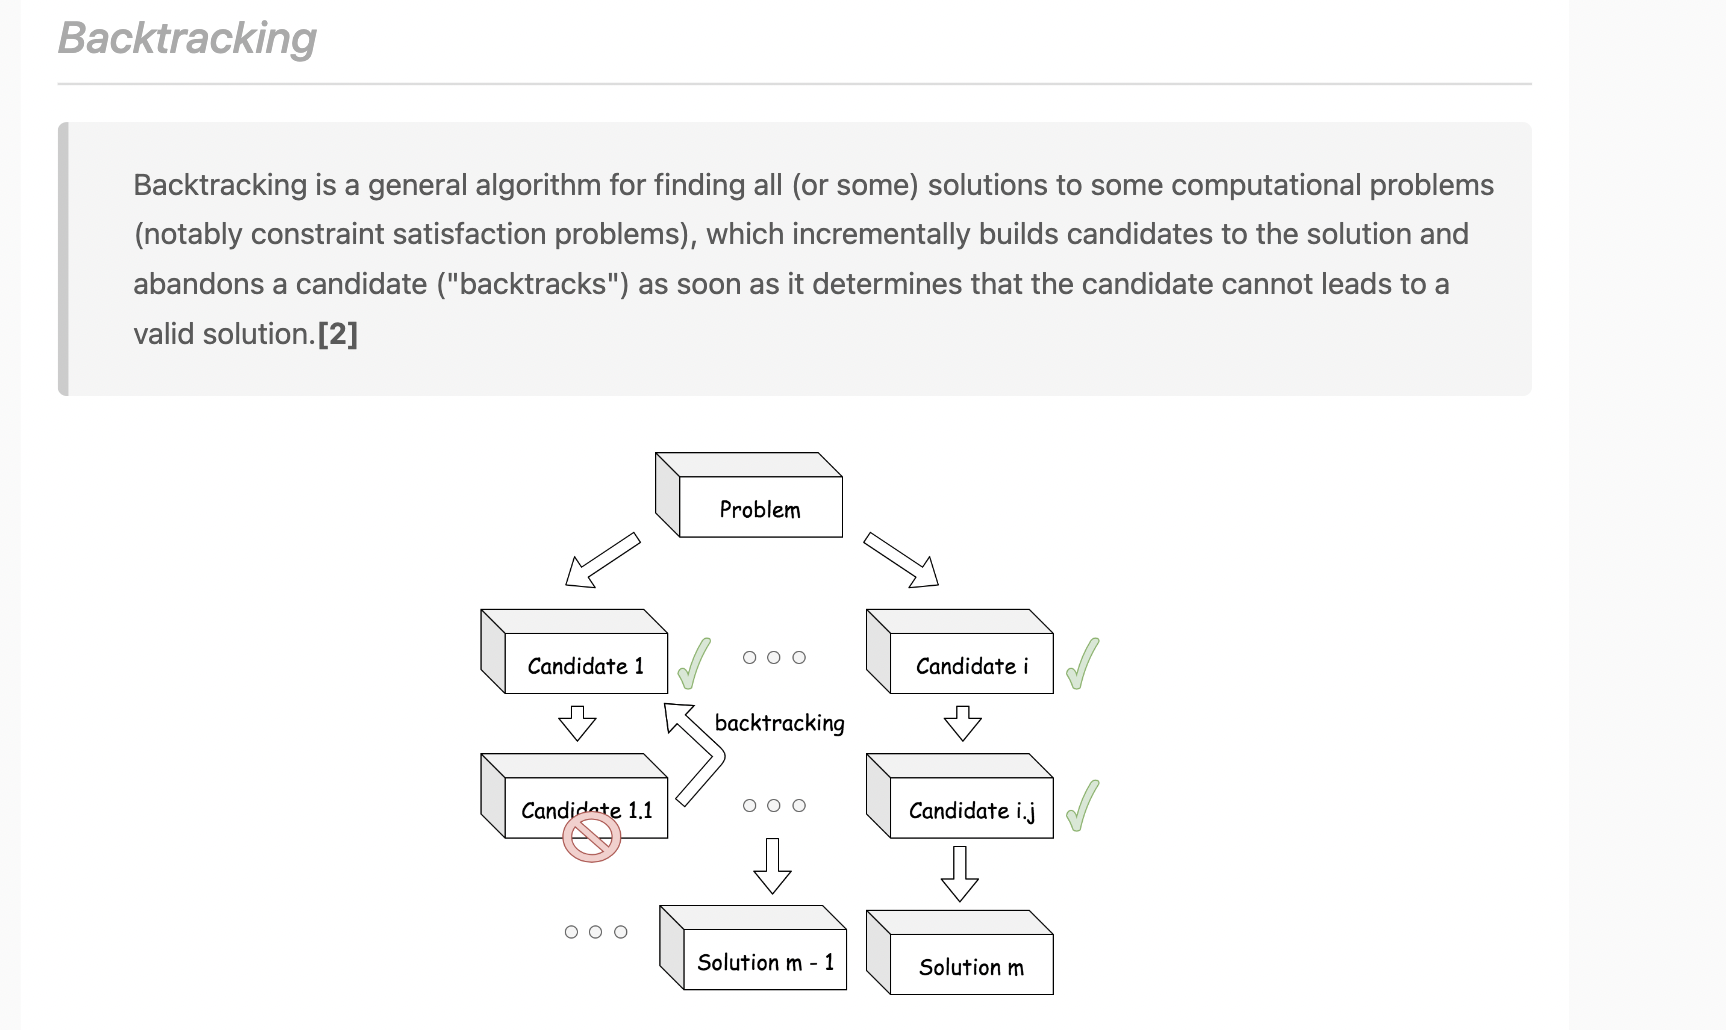 Backtracking
Backtracking is a general algorithm for finding all (or some) solutions to some computational problems
(notably constraint satisfaction problems), which incrementally builds candidates to the solution and
abandons a candidate ("backtracks") as soon as it determines that the candidate cannot leads to a
valid solution.[2]
Problem
Candidate 1
Candidate i
backtracking
Candidate 1.1
Candidate i.j
Solution m - 1
Solution m